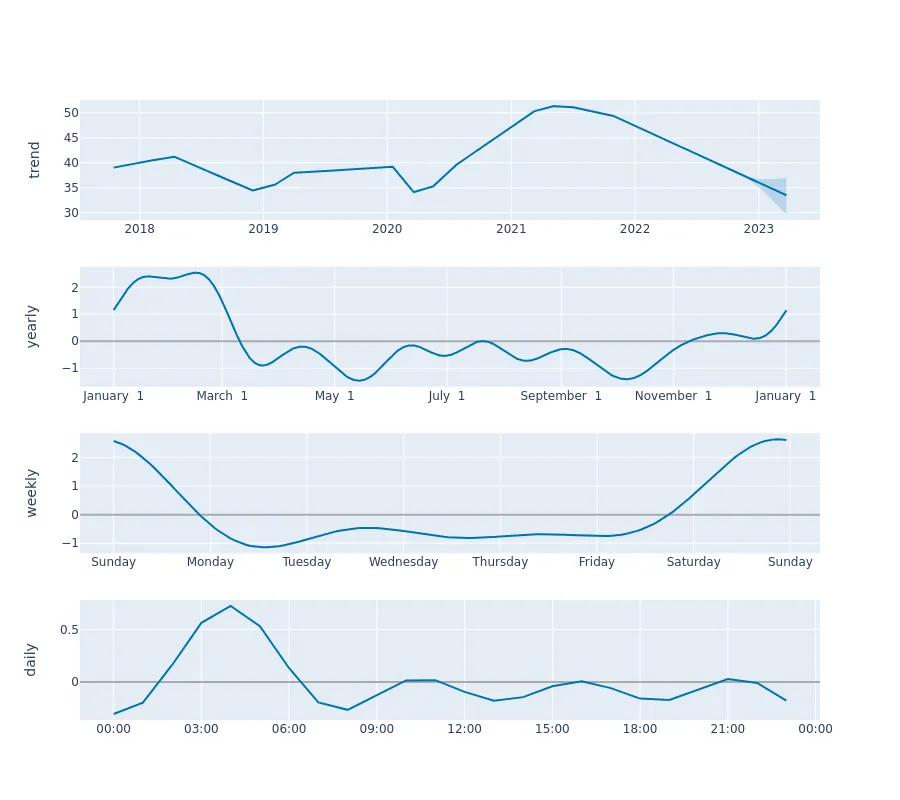 trend
50
45
40
35
30
2018 2019 2020 2021 2022 2023
yearly
2
1
0
−1
January 1 March 1 May 1 July 1 September 1 November 1 January 1
weekly
2
1
0
−1
Sunday Monday Tuesday Wednesday Thursday Friday Saturday Sunday
daily
0.5
0
00:00 03:00 06:00 09:00 12:00 15:00 18:00 21:00 00:00